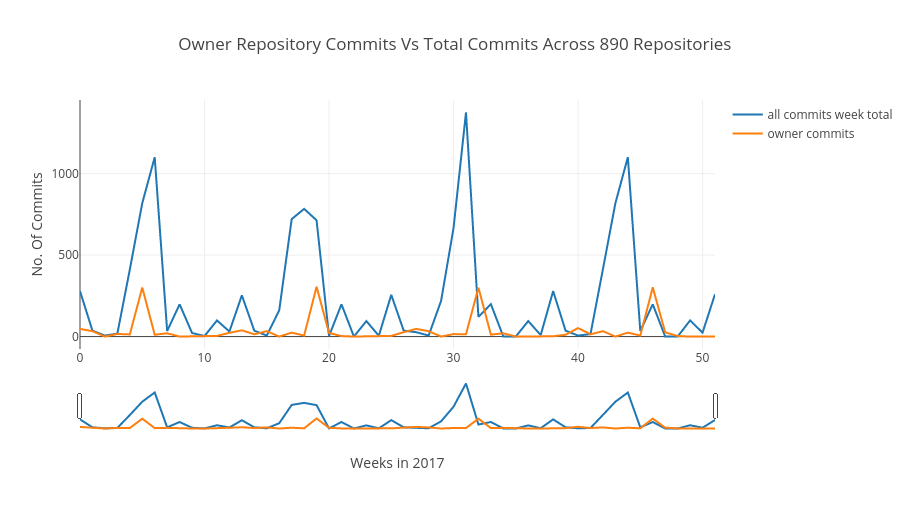 Owner Repository Commits Vs Total Commits Across 890 Repositories
all commits week total
owner commits
No. Of Commits
1000
500
0
0 10 20 30 40 50
Weeks in 2017